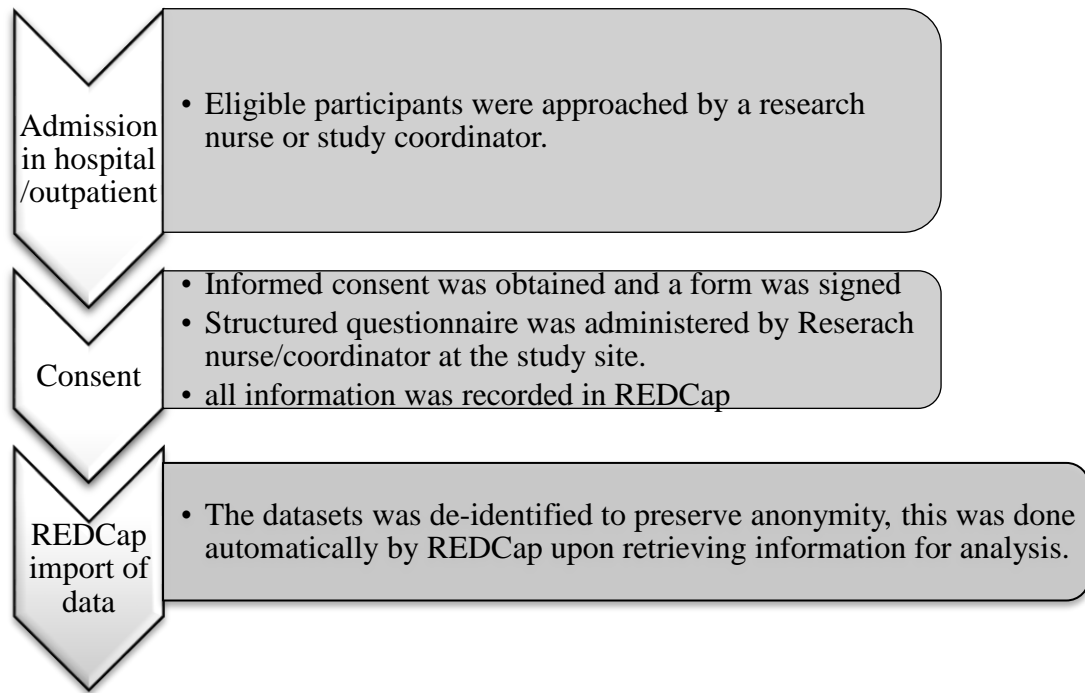 Admission
in hospital
/outpatient
• Eligible participants were approached by a research
nurse or study coordinator.
Consent
• Informed consent was obtained and a form was signed
• Structured questionnaire was administered by Reserach
nurse/coordinator at the study site.
• all information was recorded in REDCap
REDCap
import of
data
• The datasets was de-identified to preserve anonymity, this was done
automatically by REDCap upon retrieving information for analysis.